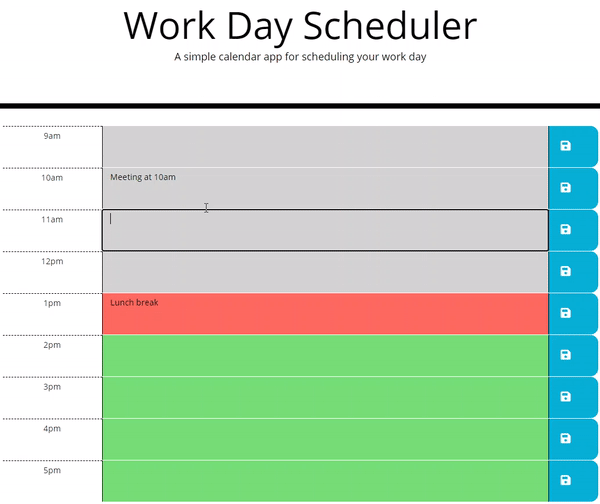 Work Day Scheduler
A simple calendar app for scheduling your work day
9am
10am Meeting at 10am
11am
12pm
1pm Lunch break
2pm
3pm
4pm
5pm